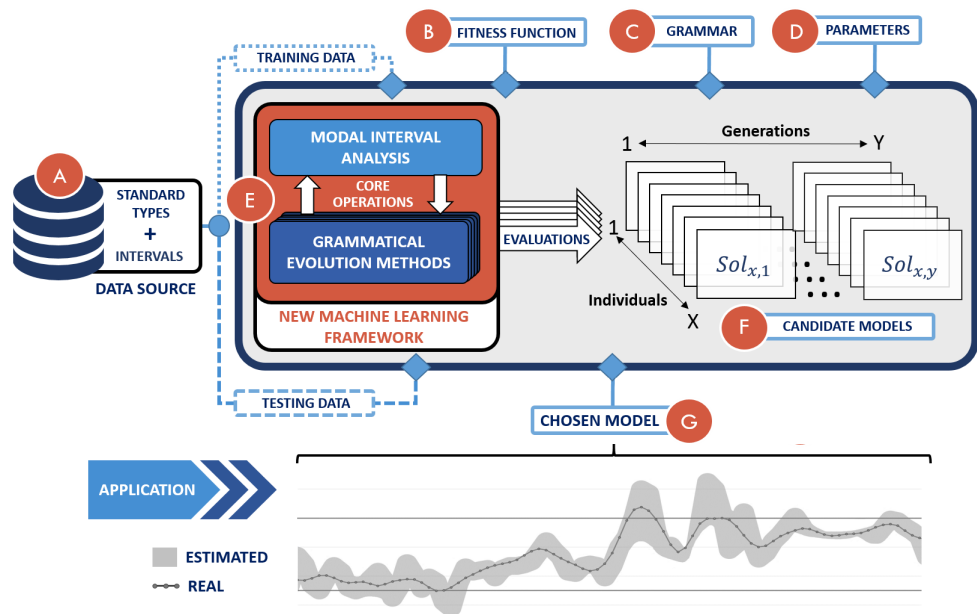 B
FITNESS FUNCTION
C
GRAMMAR
D
PARAMETERS
TRAINING DATA
A
STANDARD
TYPES
+
INTERVALS
DATA SOURCE
E
MODAL INTERVAL
ANALYSIS
CORE
OPERATIONS
GRAMMATICAL
EVOLUTION METHODS
NEW MACHINE LEARNING
FRAMEWORK
EVALUATIONS
1
Generations
Y
1
Individuals
X
Sol x,1
Sol x,y
F
CANDIDATE MODELS
TESTING DATA
CHOSEN MODEL
G
APPLICATION
ESTIMATED
REAL